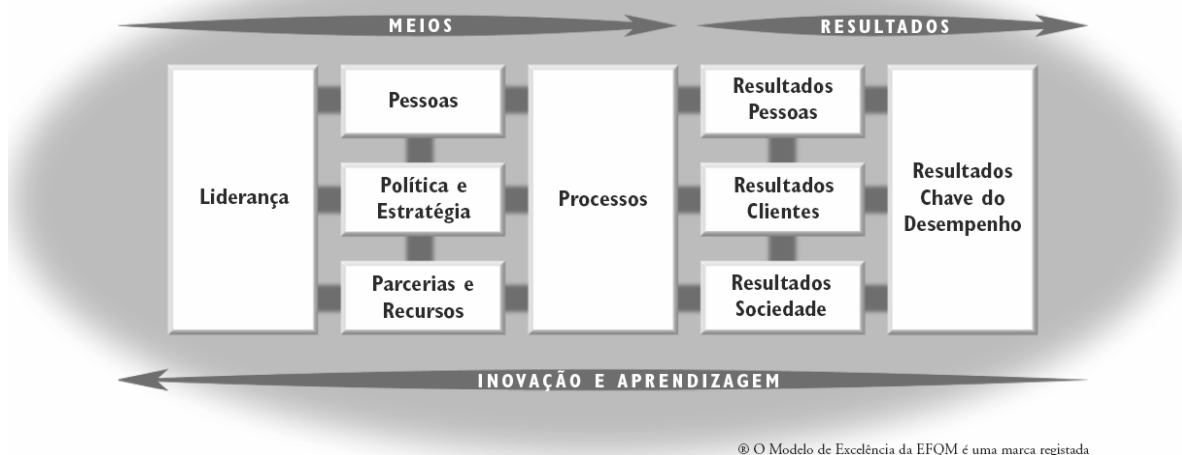 MEIOS
RESULTADOS
Liderança
Pessoas
Política e
Estratégia
Parcerias e
Recursos
Processos
Resultados
Pessoas
Resultados
Clientes
Resultados
Sociedade
Resultados
Chave do
Desempenho
INOVAÇÃO E APRENDIZAGEM
® O Modelo de Excelência da EFQM é uma marca registada